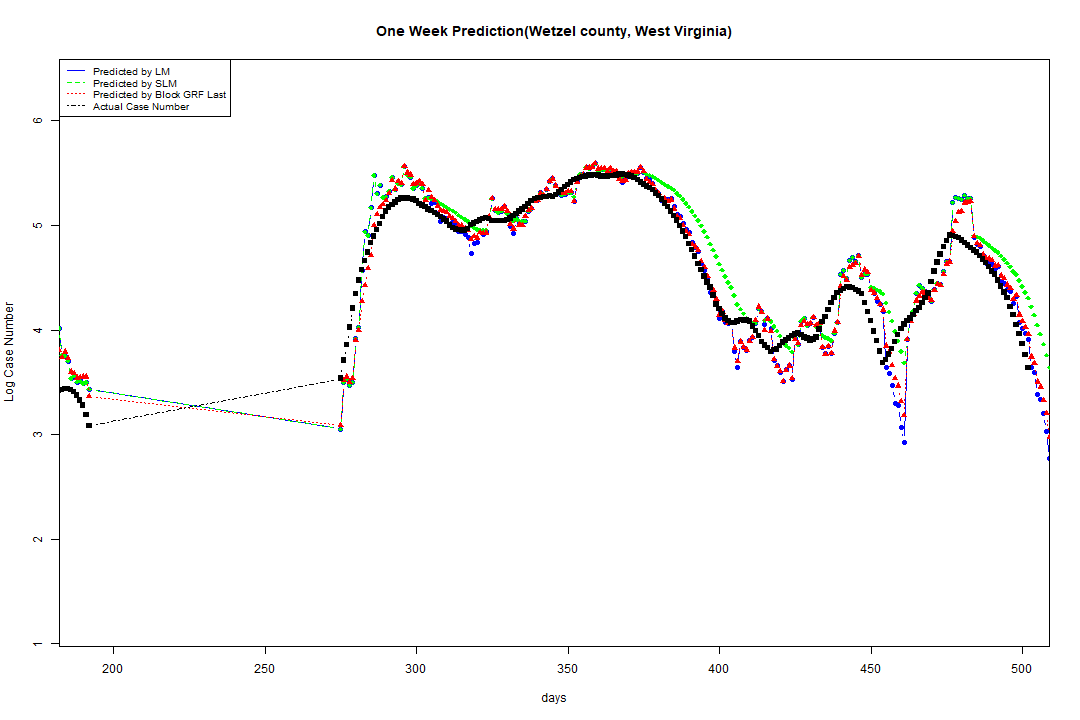 One Week Prediction(Wetzel county, West Virginia)
Predicted by LM
Predicted by SLM
Predicted by Block GRF Last
Actual Case Number
6
5
4
3
2
1
Log Case Number
200 250 300 350 400 450 500
days